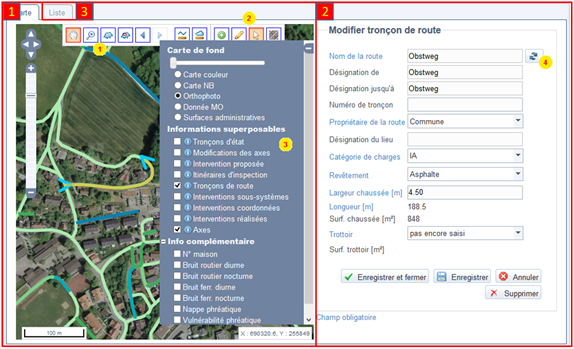 1
arte
Liste
3
2
1
2
Carte de fond
Carte couleur
Carte NB
Orthophoto
Donnée MO
Surfaces administratives
Informations superposables
Tronçons d'état
3
Modifications des axes
Intervention proposée
Itinéraires d'inspection
Tronçons de route
Interventions sous-systèmes
Interventions coordonnées
Interventions réalisées
Axes
Info complémentaire
N° maison
Bruit routier diurne
Bruit routier nocturne
Bruit ferr. diurne
Bruit ferr. nocturne
Nappe phréatique
Vulnérabilité phréatique
100 m
X : 690320.6, Y : 255849
Modifier tronçon de route
Nom de la route
Obstweg
4
Désignation de
Obstweg
Désignation jusqu'à
Obstweg
Numéro de tronçon
Propriétaire de la route
Commune
Désignation du lieu
Catégorie de charges
IA
Revêtement
Asphalte
Largeur chaussée [m]
4.50
Longueur [m]
188.5
Surf. chaussée [m²]
848
Trottoir
pas encore saisi
Surf. trottoir [m²]
Enregistrer et fermer
Enregistrer
Annuler
Supprimer
Champ obligatoire